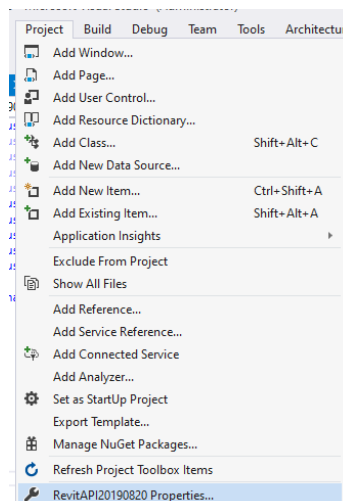 Project Build Debug Team Tools Architectu
Add Window...
Add Page...
Add User Control...
Add Resource Dictionary...
Add Class... Shift+Alt+C
Add New Data Source...
Add New Item... Ctrl+Shift+A
Add Existing Item... Shift+Alt+A
Application Insights
Exclude From Project
Show All Files
Add Reference...
Add Service Reference...
Add Connected Service
Add Analyzer...
Set as StartUp Project
Export Template...
Manage NuGet Packages...
Refresh Project Toolbox Items
RevitAPI20190820 Properties...